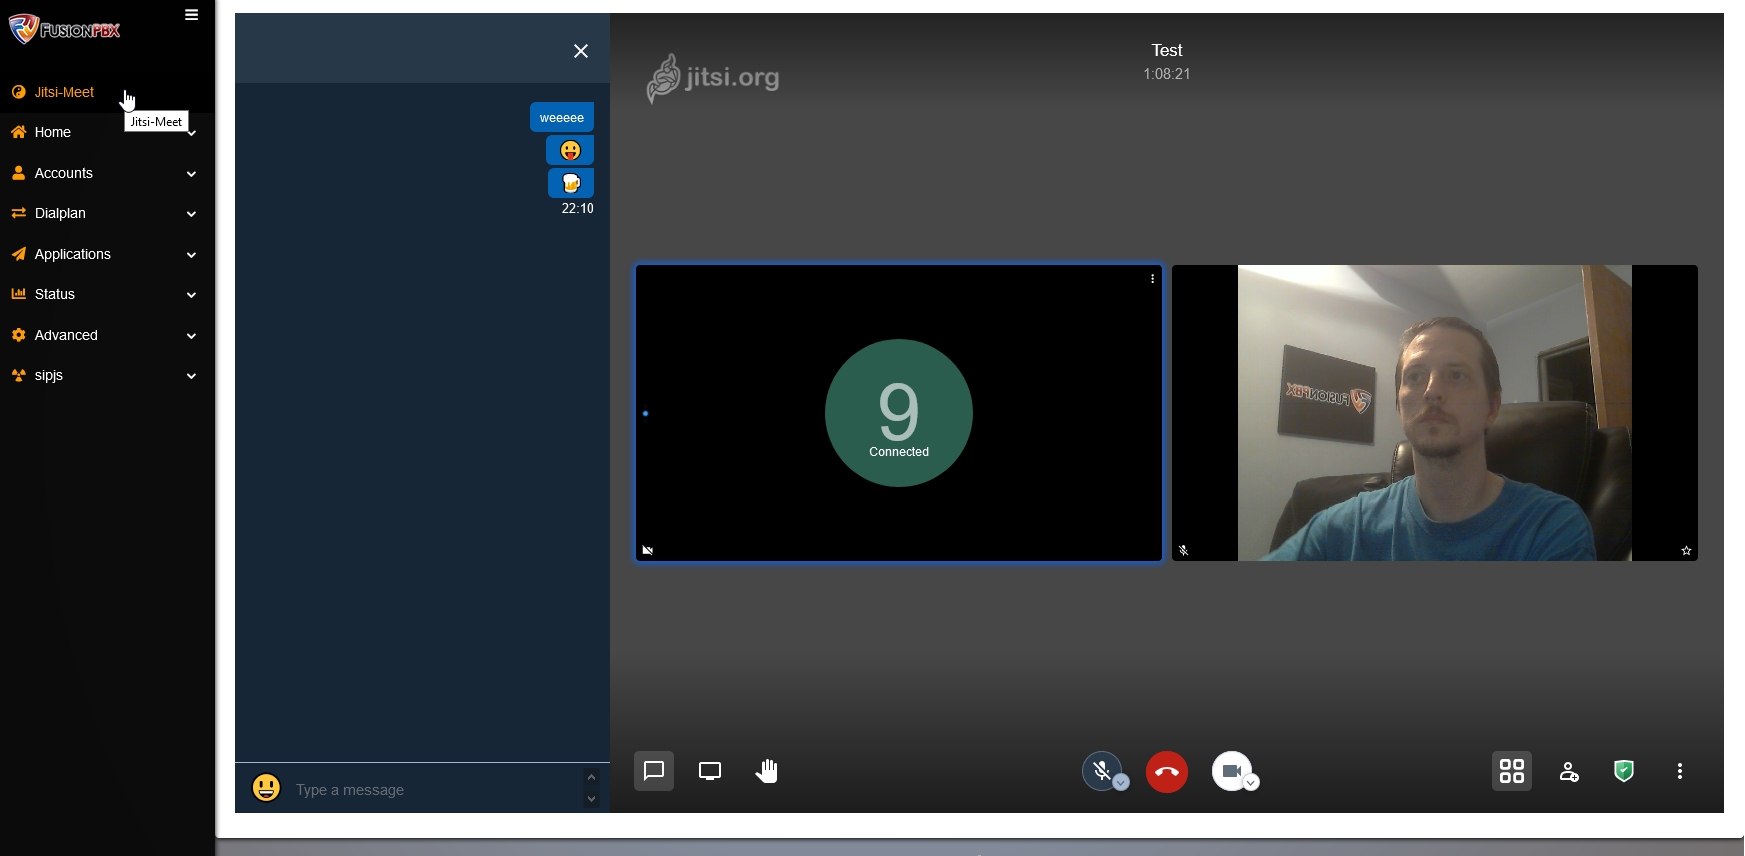 FUSIONPBX
Jitsi-Meet
Jitsi-Meet
Home
Accounts
Dialplan
Applications
Status
Advanced
sipjs
weeeee
22:10
Type a message
jitsi.org
Test
1:08:21
9
Connected
FUSIONPBX